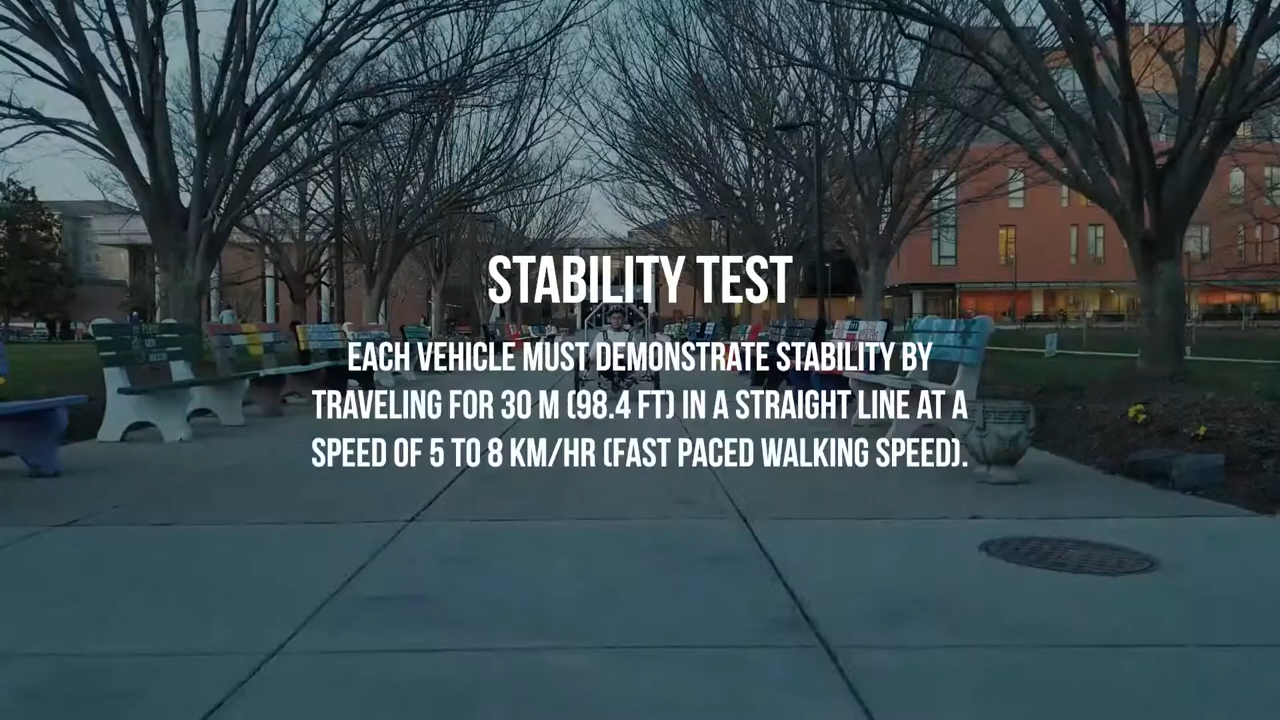 STABILITY TEST
EACH VEHICLE MUST DEMONSTRATE STABILITY BY
TRAVELING FOR 30 M (98.4 FT) IN A STRAIGHT LINE AT A
SPEED OF 5 TO 8 KM/HR (FAST PACED WALKING SPEED).